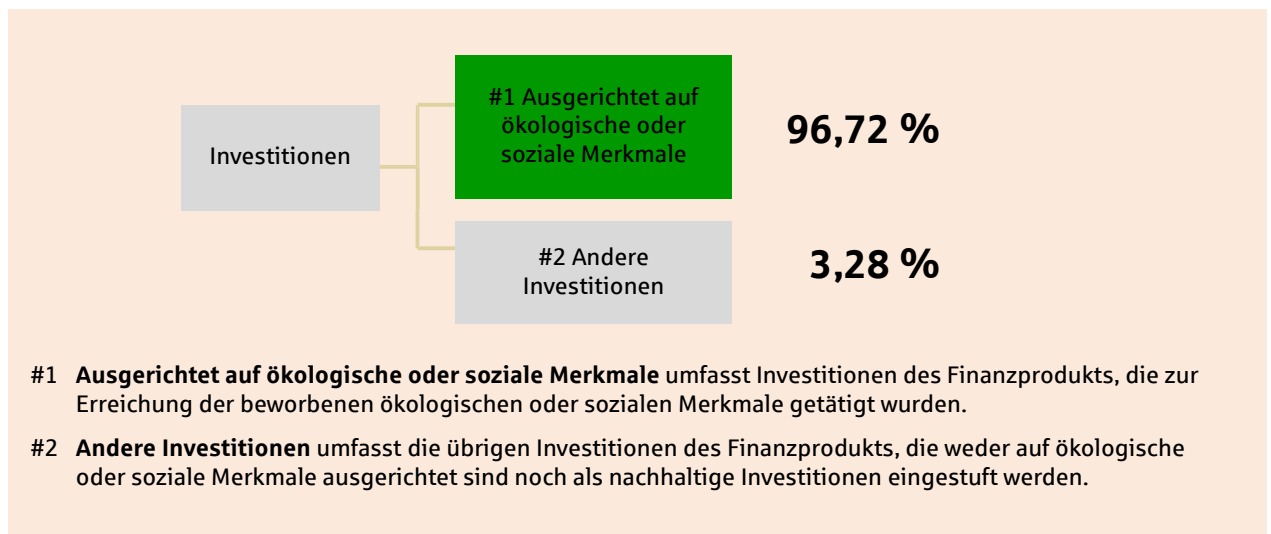 #1 Ausgerichtet auf
ökologische oder
soziale Merkmale
96,72 %
Investitionen
#2 Andere
Investitionen
3,28 %
#1 Ausgerichtet auf ökologische oder soziale Merkmale umfasst Investitionen des Finanzprodukts, die zur
Erreichung der beworbenen ökologischen oder sozialen Merkmale getätigt wurden.
#2 Andere Investitionen umfasst die übrigen Investitionen des Finanzprodukts, die weder auf ökologische
oder soziale Merkmale ausgerichtet sind noch als nachhaltige Investitionen eingestuft werden.